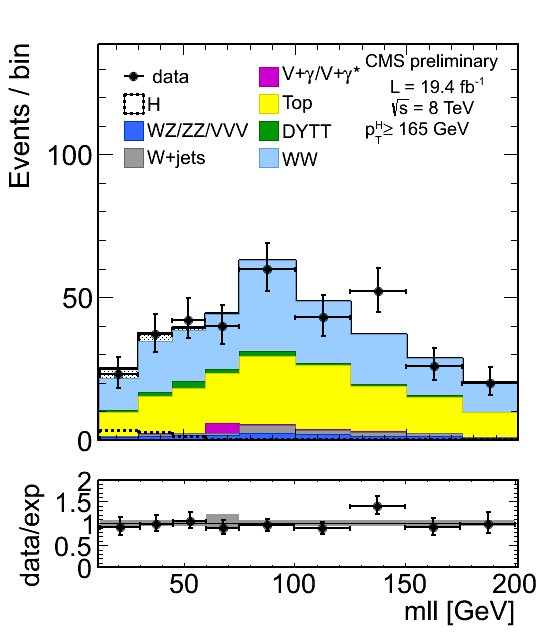 Events / bin
100
50
0
data
H
WZ/ZZ/VVV
W+jets
V+γ/V+γ*
Top
DYTT
WW
CMS preliminary
L = 19.4 fb⁻¹
√s = 8 TeV
p_T^H ≥ 165 GeV
data/exp
2
1.5
1
0.5
0
50 100 150 200
mll [GeV]